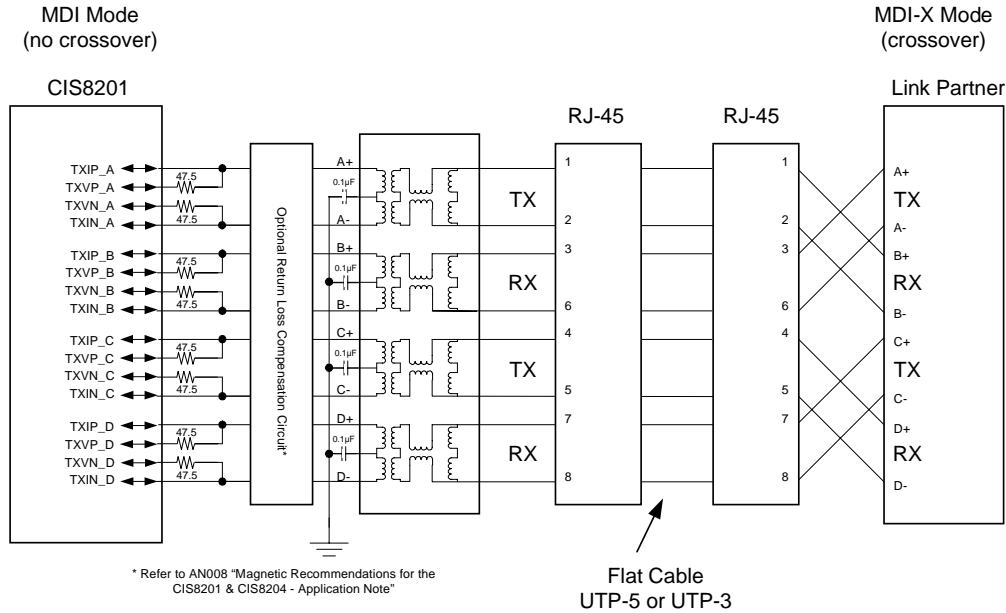 MDI Mode
(no crossover)
MDI-X Mode
(crossover)
CIS8201
Link Partner
RJ-45
RJ-45
TXIP_A
TXVP_A
TXVN_A
TXIN_A
47.5
47.5
TXIP_B
TXVP_B
TXVN_B
TXIN_B
47.5
47.5
TXIP_C
TXVP_C
TXVN_C
TXIN_C
47.5
47.5
TXIP_D
TXVP_D
TXVN_D
TXIN_D
47.5
47.5
Optional Return Loss Compensation Circuit*
A+
0.1µF
A-
B+
0.1µF
B-
C+
0.1µF
C-
D+
0.1µF
D-
TX
RX
TX
RX
1
2
3
6
4
5
7
8
1
2
3
6
4
5
7
8
A+
TX
A-
B+
RX
B-
C+
TX
C-
D+
RX
D-
* Refer to AN008 “Magnetic Recommendations for the
CIS8201 & CIS8204 - Application Note”
Flat Cable
UTP-5 or UTP-3